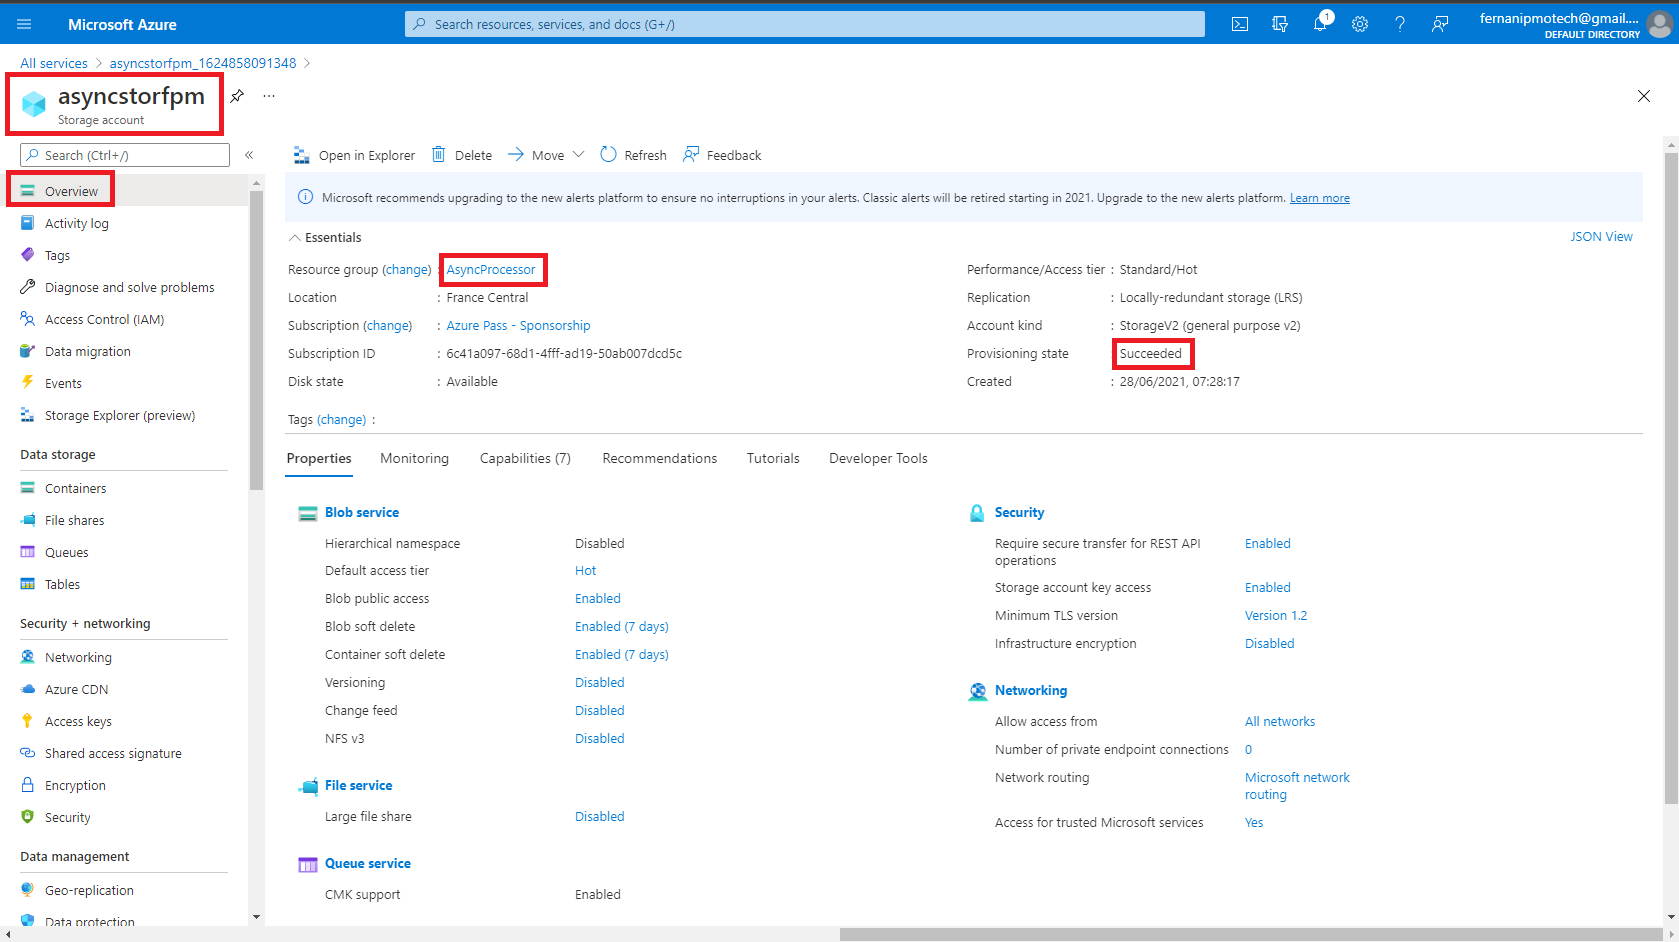 Microsoft Azure
Search resources, services, and docs (G+/)
1
fernanipmotech@gmail....
DEFAULT DIRECTORY
All services > asyncstorfpm_1624858091348 >
asyncstorfpm
...
Storage account
Search (Ctrl+/)
«
Overview
Activity log
Tags
Diagnose and solve problems
Access Control (IAM)
Data migration
Events
Storage Explorer (preview)
Data storage
Containers
File shares
Queues
Tables
Security + networking
Networking
Azure CDN
Access keys
Shared access signature
Encryption
Security
Data management
Geo-replication
Data protection
Open in Explorer Delete Move Refresh Feedback
Microsoft recommends upgrading to the new alerts platform to ensure no interruptions in your alerts. Classic alerts will be retired starting in 2021. Upgrade to the new alerts platform. Learn more
Essentials
JSON View
Resource group (change) : AsyncProcessor
Location : France Central
Subscription (change) : Azure Pass - Sponsorship
Subscription ID : 6c41a097-68d1-4fff-ad19-50ab007dcd5c
Disk state : Available
Performance/Access tier : Standard/Hot
Replication : Locally-redundant storage (LRS)
Account kind : StorageV2 (general purpose v2)
Provisioning state Succeeded
Created : 28/06/2021, 07:28:17
Tags (change) :
Properties Monitoring Capabilities (7) Recommendations Tutorials Developer Tools
Blob service
Hierarchical namespace Disabled
Default access tier Hot
Blob public access Enabled
Blob soft delete Enabled (7 days)
Container soft delete Enabled (7 days)
Versioning Disabled
Change feed Disabled
NFS v3 Disabled
File service
Large file share Disabled
Queue service
CMK support Enabled
Security
Require secure transfer for REST API Enabled
operations
Storage account key access Enabled
Minimum TLS version Version 1.2
Infrastructure encryption Disabled
Networking
Allow access from All networks
Number of private endpoint connections 0
Network routing Microsoft network
routing
Access for trusted Microsoft services Yes